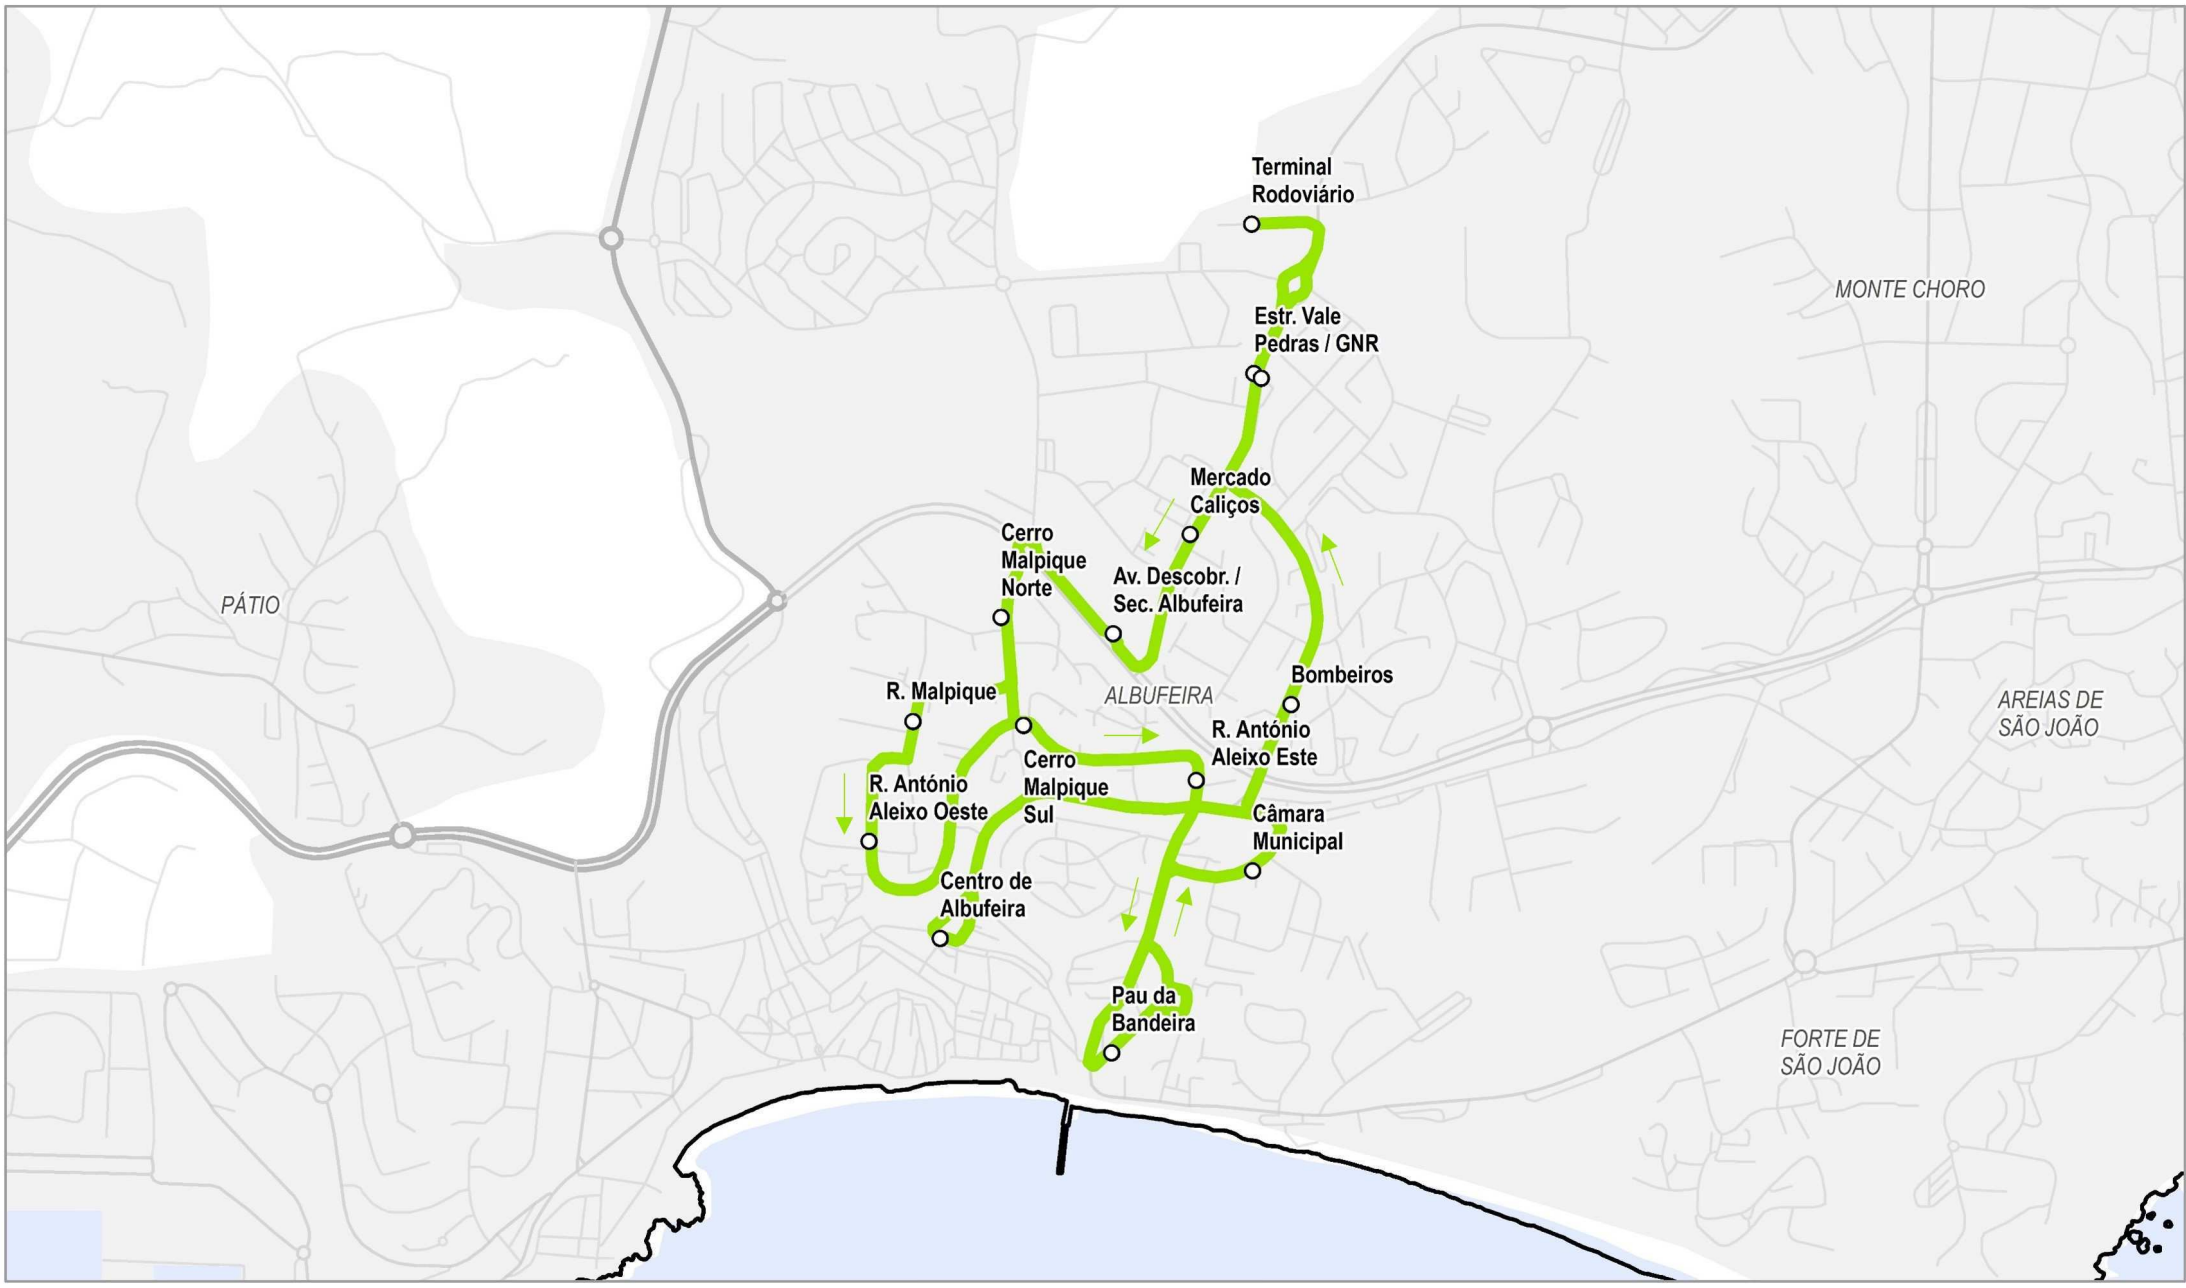 Terminal
Rodoviário
MONTE CHORO
Estr. Vale
Pedras / GNR
Mercado
Caliços
Cerro
Malpique
Norte
Av. Descobr. /
Sec. Albufeira
PÁTIO
Bombeiros
R. Malpique
ALBUFEIRA
AREIAS DE
SÃO JOÃO
R. António
Aleixo Este
Cerro
Malpique
Sul
R. António
Aleixo Oeste
Câmara
Municipal
Centro de
Albufeira
Pau da
Bandeira
FORTE DE
SÃO JOÃO